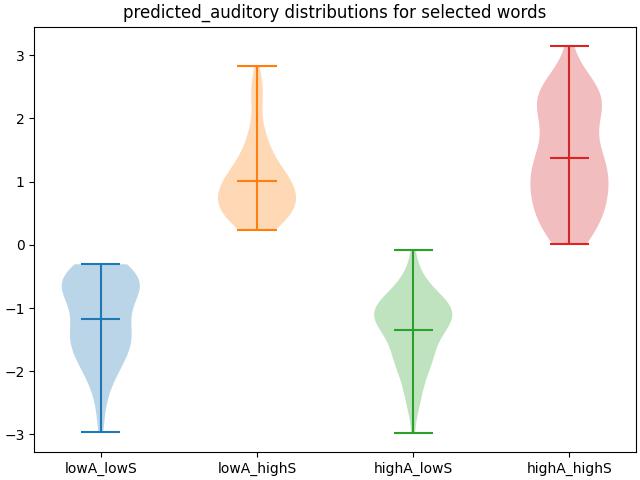 predicted_auditory distributions for selected words
3
2
1
0
−1
−2
−3
lowA_lowS
lowA_highS
highA_lowS
highA_highS